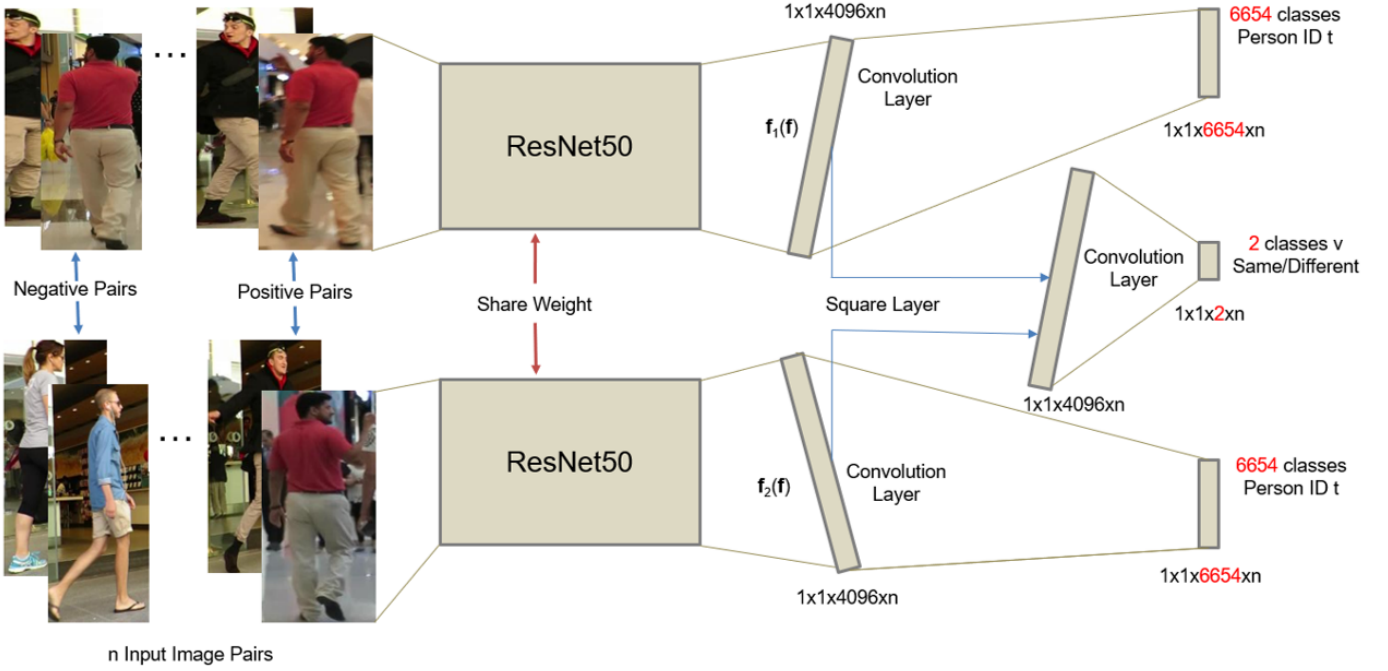 1x1x4096xn
6654 classes
Person ID t
...
ResNet50
Convolution
Layer
f1(f)
1x1x6654xn
Negative Pairs
Positive Pairs
Share Weight
Square Layer
Convolution
Layer
2 classes v
Same/Different
1x1x2xn
1x1x4096xn
...
ResNet50
f2(f)
Convolution
Layer
6654 classes
Person ID t
1x1x6654xn
1x1x4096xn
n Input Image Pairs